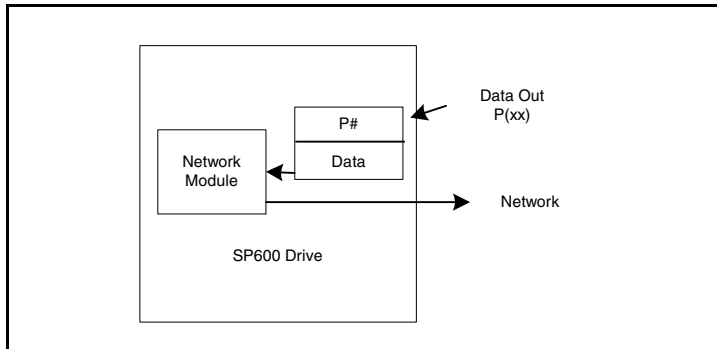 Data Out
P(xx)
P#
Data
Network
Module
Network
SP600 Drive